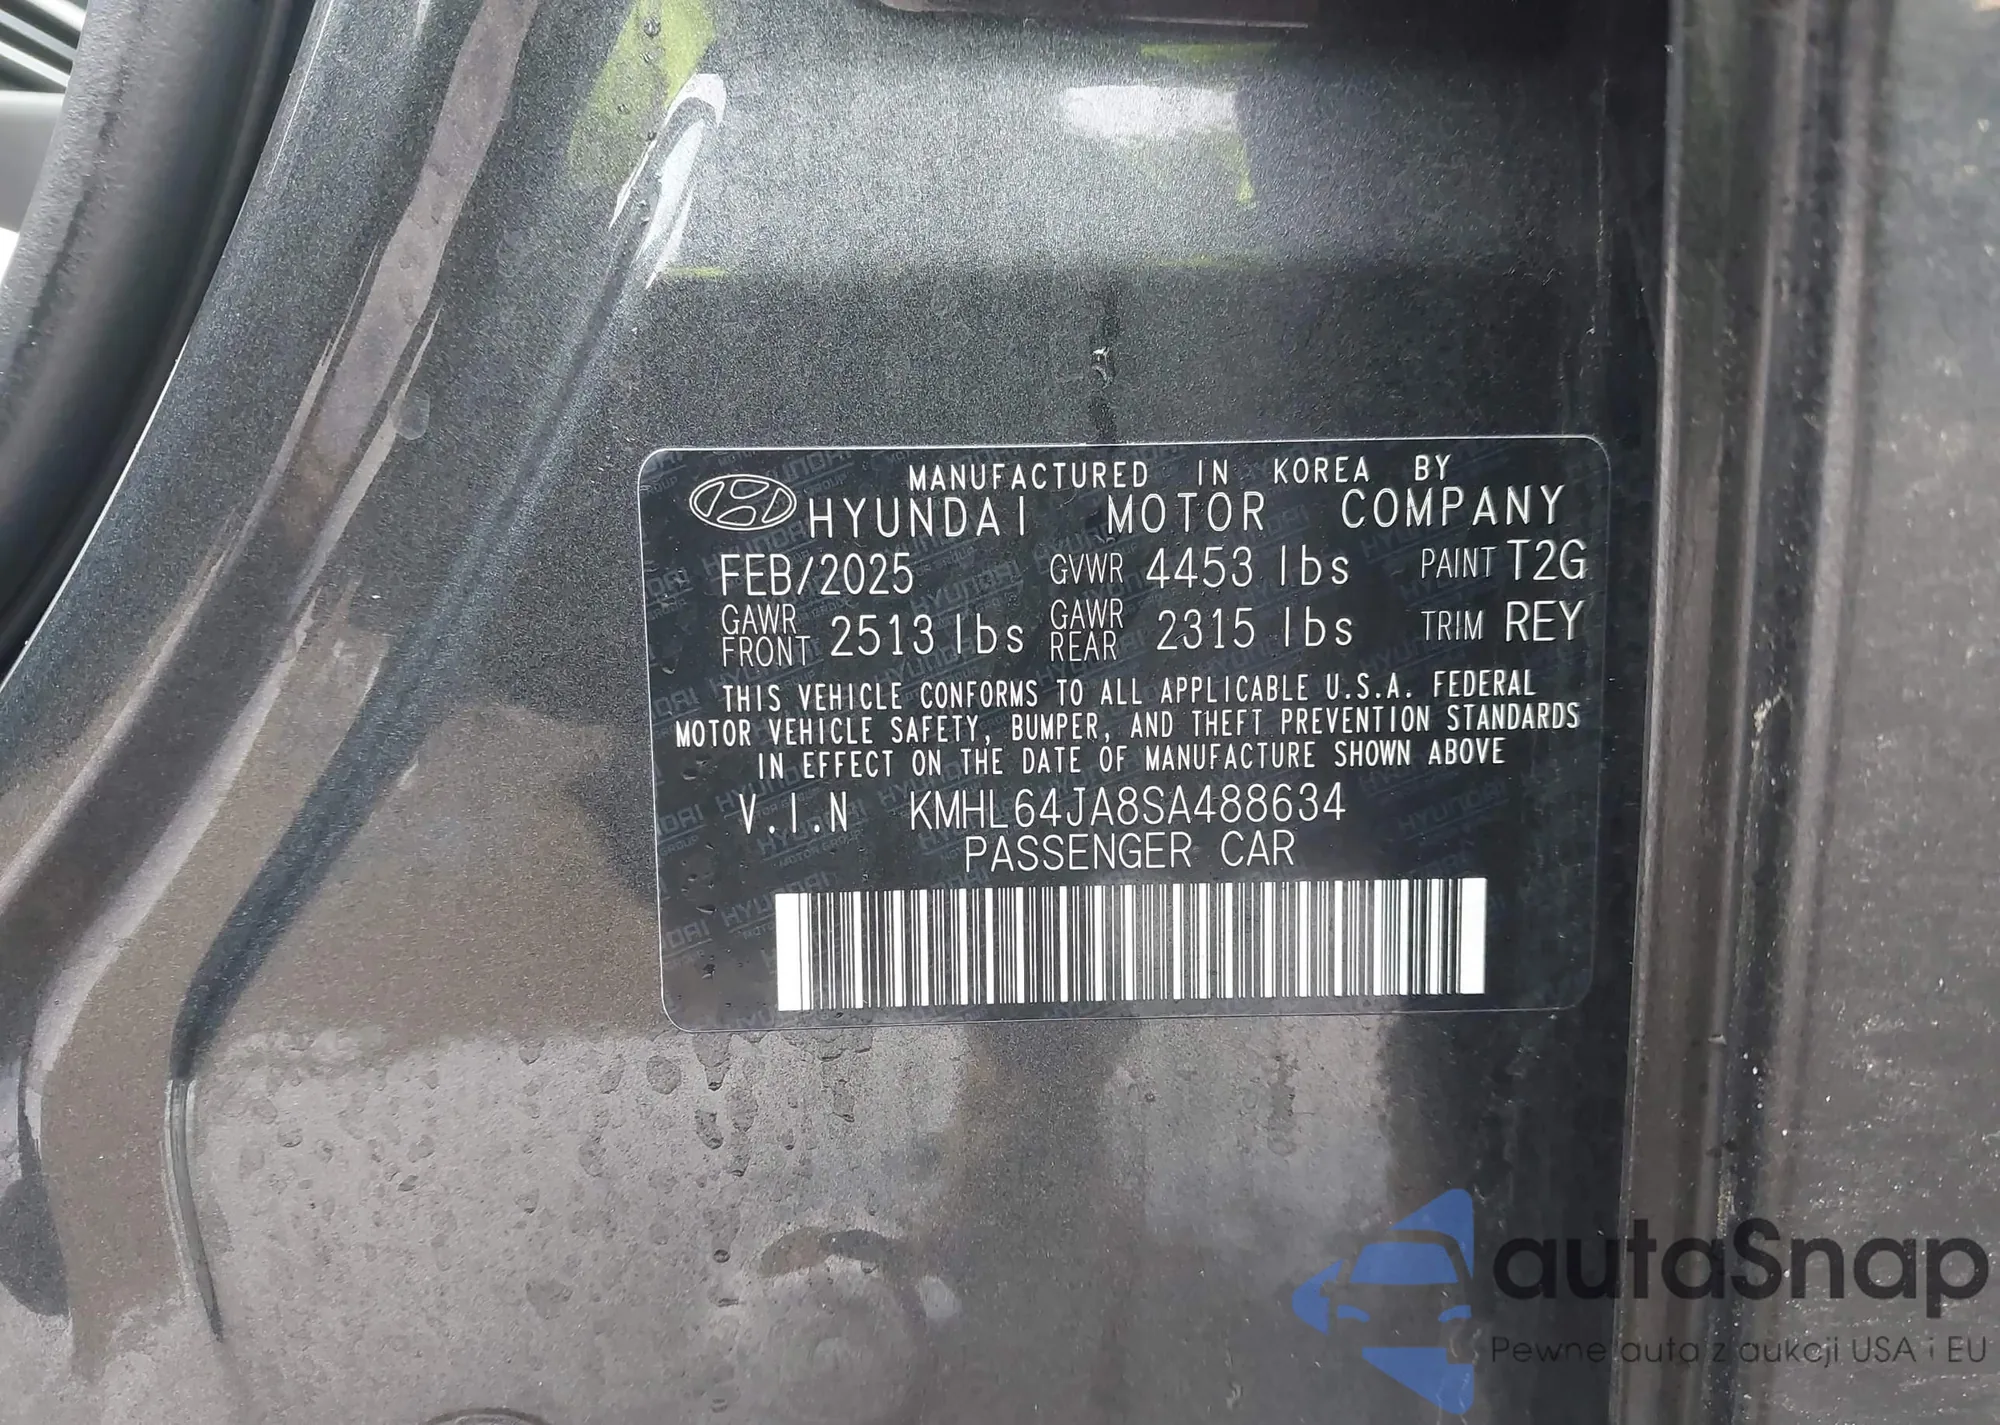 MANUFACTURED IN KOREA BY
HYUNDAI MOTOR COMPANY
FEB/2025 GVWR 4453 lbs PAINT T2G
GAWR FRONT 2513 lbs GAWR REAR 2315 lbs TRIM REY
THIS VEHICLE CONFORMS TO ALL APPLICABLE U.S.A. FEDERAL
MOTOR VEHICLE SAFETY, BUMPER, AND THEFT PREVENTION STANDARDS
IN EFFECT ON THE DATE OF MANUFACTURE SHOWN ABOVE
V.I.N KMHL64JA8SA488634
PASSENGER CAR
autaSnap
Pewne auta z aukcji USA i EU